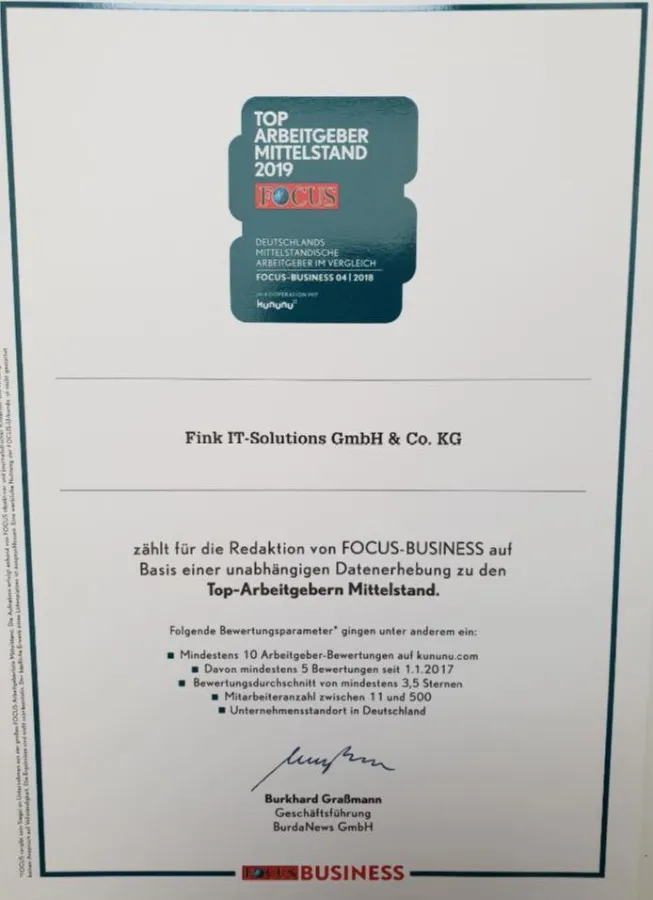 TOP
ARBEITGEBER
MITTELSTAND
2019
FOCUS
DEUTSCHLANDS
MITTELSTÄNDISCHE
ARBEITGEBER IM VERGLEICH
FOCUS-BUSINESS 04 | 2018
IN KOOPERATION MIT
kununu
Fink IT-Solutions GmbH & Co. KG
zählt für die Redaktion von FOCUS-BUSINESS auf
Basis einer unabhängigen Datenerhebung zu den
Top-Arbeitgebern Mittelstand.
Folgende Bewertungsparameter* gingen unter anderem ein:
■ Mindestens 10 Arbeitgeber-Bewertungen auf kununu.com
■ Davon mindestens 5 Bewertungen seit 1.1.2017
■ Bewertungsdurchschnitt von mindestens 3,5 Sternen
■ Mitarbeiteranzahl zwischen 11 und 500
■ Unternehmensstandort in Deutschland
Burkhard Graßmann
Geschäftsführung
BurdaNews GmbH
FOCUS BUSINESS